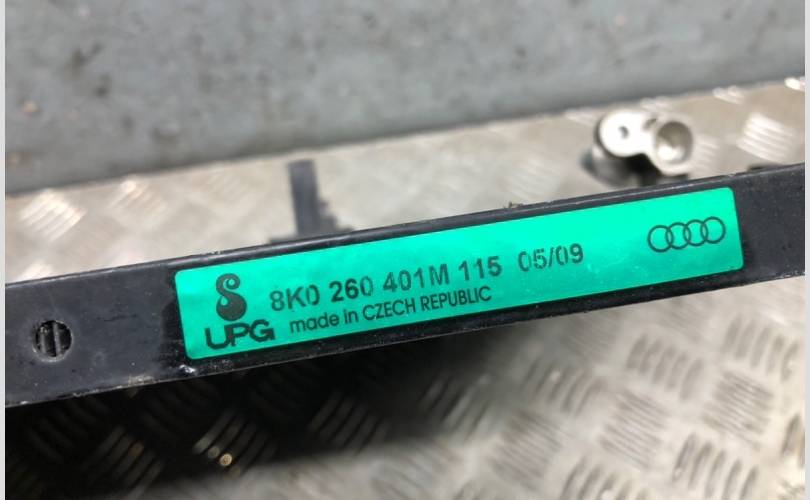 8K0 260 401M 115 05/09
UPG made in CZECH REPUBLIC